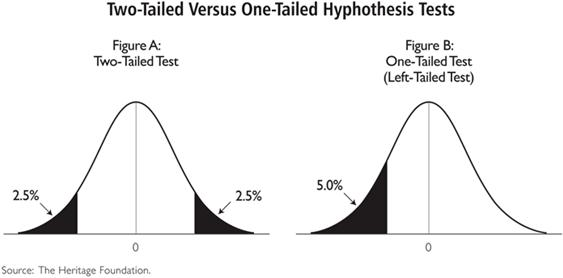 Two-Tailed Versus One-Tailed Hyphothesis Tests
Figure A:
Two-Tailed Test
2.5%
2.5%
0
Figure B:
One-Tailed Test
(Left-Tailed Test)
5.0%
0
Source: The Heritage Foundation.